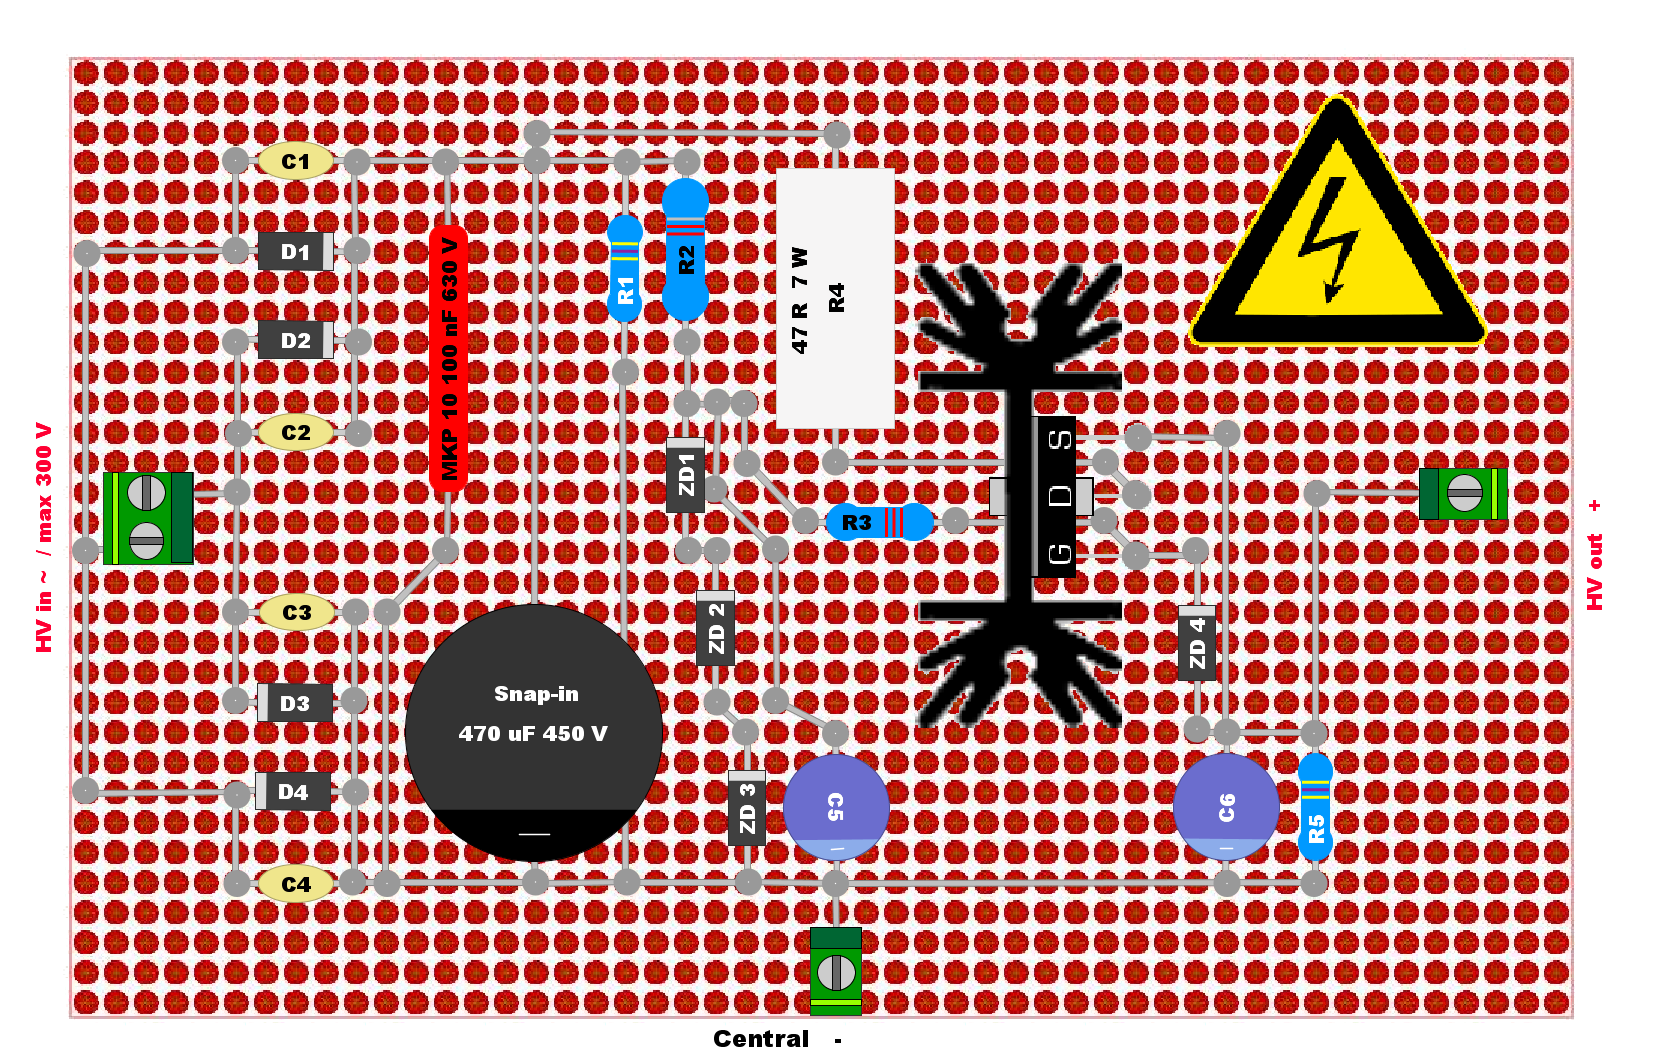 C1
D1
D2
C2
C3
D3
D4
C4
MKP 10 100 nF 630 V
Snap-in
470 uF 450 V
R1
R2
47 R 7 W
R4
ZD1
R3
ZD 2
ZD 3
C5
S
D
G
ZD 4
C6
R5
HV in ~ / max 300 V
HV out +
Central -